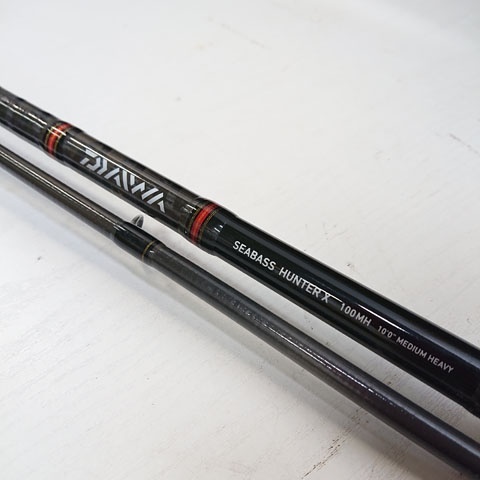 DAIWA
SEABASS HUNTER X 100MH 10'0" MEDIUM HEAVY